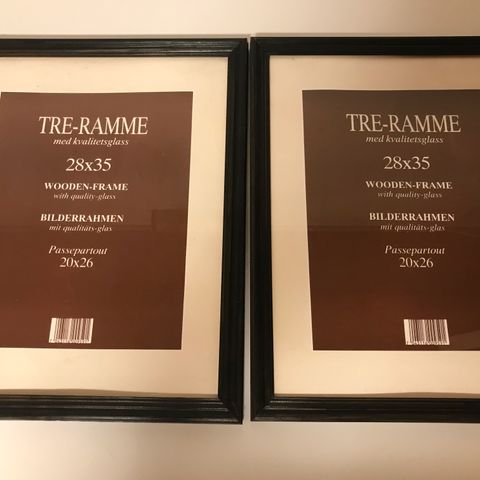 TRE-RAMME
med kvalitetsglass
28x35
WOODEN-FRAME
with quality-glass
BILDERRAHMEN
mit qualitäts-glas
Passepartout
20x26
TRE-RAMME
med kvalitetsglass
28x35
WOODEN-FRAME
with quality-glass
BILDERRAHMEN
mit qualitäts-glas
Passepartout
20x26